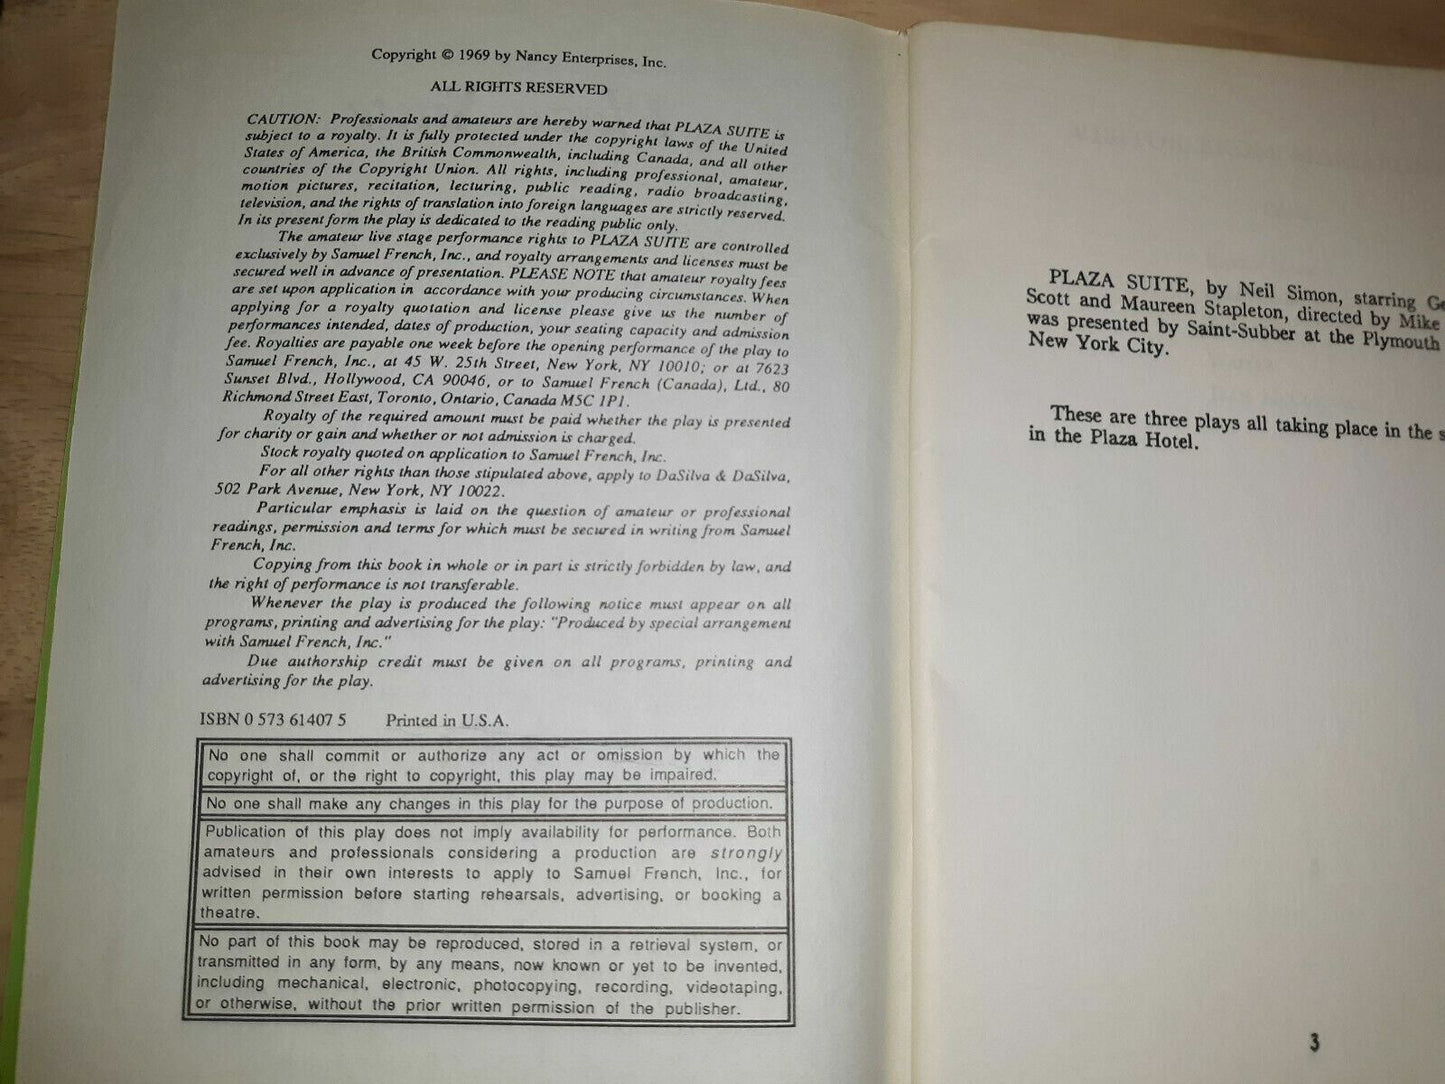 Copyright © 1969 by Nancy Enterprises, Inc.
ALL RIGHTS RESERVED
CAUTION: Professionals and amateurs are hereby warned that PLAZA SUITE is
subject to a royalty. It is fully protected under the copyright laws of the United
States of America, the British Commonwealth, including Canada, and all other
countries of the Copyright Union. All rights, including professional, amateur,
motion pictures, recitation, lecturing, public reading, radio broadcasting,
television, and the rights of translation into foreign languages are strictly reserved.
In its present form the play is dedicated to the reading public only.
The amateur live stage performance rights to PLAZA SUITE are controlled
exclusively by Samuel French, Inc., and royalty arrangements and licenses must be
secured well in advance of presentation. PLEASE NOTE that amateur royalty fees
are set upon application in accordance with your producing circumstances. When
applying for a royalty quotation and license please give us the number of
performances intended, dates of production, your seating capacity and admission
fee. Royalties are payable one week before the opening performance of the play to
Samuel French, Inc., at 45 W. 25th Street, New York, NY 10010; or at 7623
Sunset Blvd., Hollywood, CA 90046, or to Samuel French (Canada), Ltd., 80
Richmond Street East, Toronto, Ontario, Canada M5C 1P1.
Royalty of the required amount must be paid whether the play is presented
for charity or gain and whether or not admission is charged.
Stock royalty quoted on application to Samuel French, Inc.
For all other rights than those stipulated above, apply to DaSilva & DaSilva,
502 Park Avenue, New York, NY 10022.
Particular emphasis is laid on the question of amateur or professional
readings, permission and terms for which must be secured in writing from Samuel
French, Inc.
Copying from this book in whole or in part is strictly forbidden by law, and
the right of performance is not transferable.
Whenever the play is produced the following notice must appear on all
programs, printing and advertising for the play: "Produced by special arrangement
with Samuel French, Inc."
Due authorship credit must be given on all programs, printing and
advertising for the play.
ISBN 0 573 61407 5 Printed in U.S.A.
No one shall commit or authorize any act or omission by which the
copyright of, or the right to copyright, this play may be impaired.
No one shall make any changes in this play for the purpose of production.
Publication of this play does not imply availability for performance. Both
amateurs and professionals considering a production are strongly
advised in their own interests to apply to Samuel French, Inc., for
written permission before starting rehearsals, advertising, or booking a
theatre.
No part of this book may be reproduced, stored in a retrieval system, or
transmitted in any form, by any means, now known or yet to be invented,
including mechanical, electronic, photocopying, recording, videotaping,
or otherwise, without the prior written permission of the publisher.
PLAZA SUITE, by Neil Simon, starring
Scott and Maureen Stapleton, directed by Mike
was presented by Saint-Subber at the Plymouth
New York City.
These are three plays all taking place in the
in the Plaza Hotel.
3